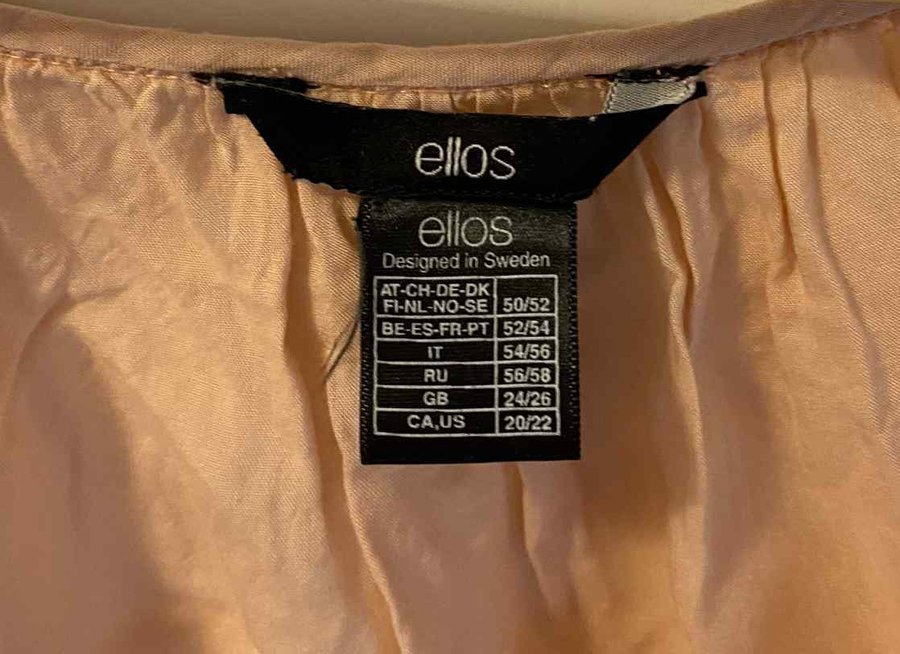 ellos
ellos
Designed in Sweden
AT-CH-DE-DK
FI-NL-NO-SE 50/52
BE-ES-FR-PT 52/54
IT 54/56
RU 56/58
GB 24/26
CA,US 20/22